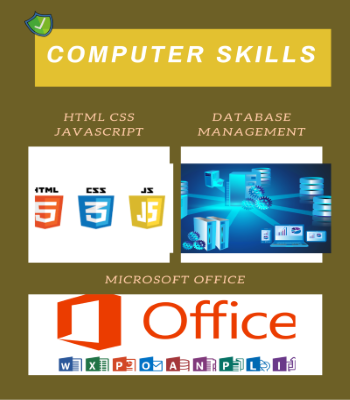 COMPUTER SKILLS
HTML CSS
JAVASCRIPT
DATABASE
MANAGEMENT
HTML CSS JS
5 3 JS
MICROSOFT OFFICE
Office
W X P O A N P L I